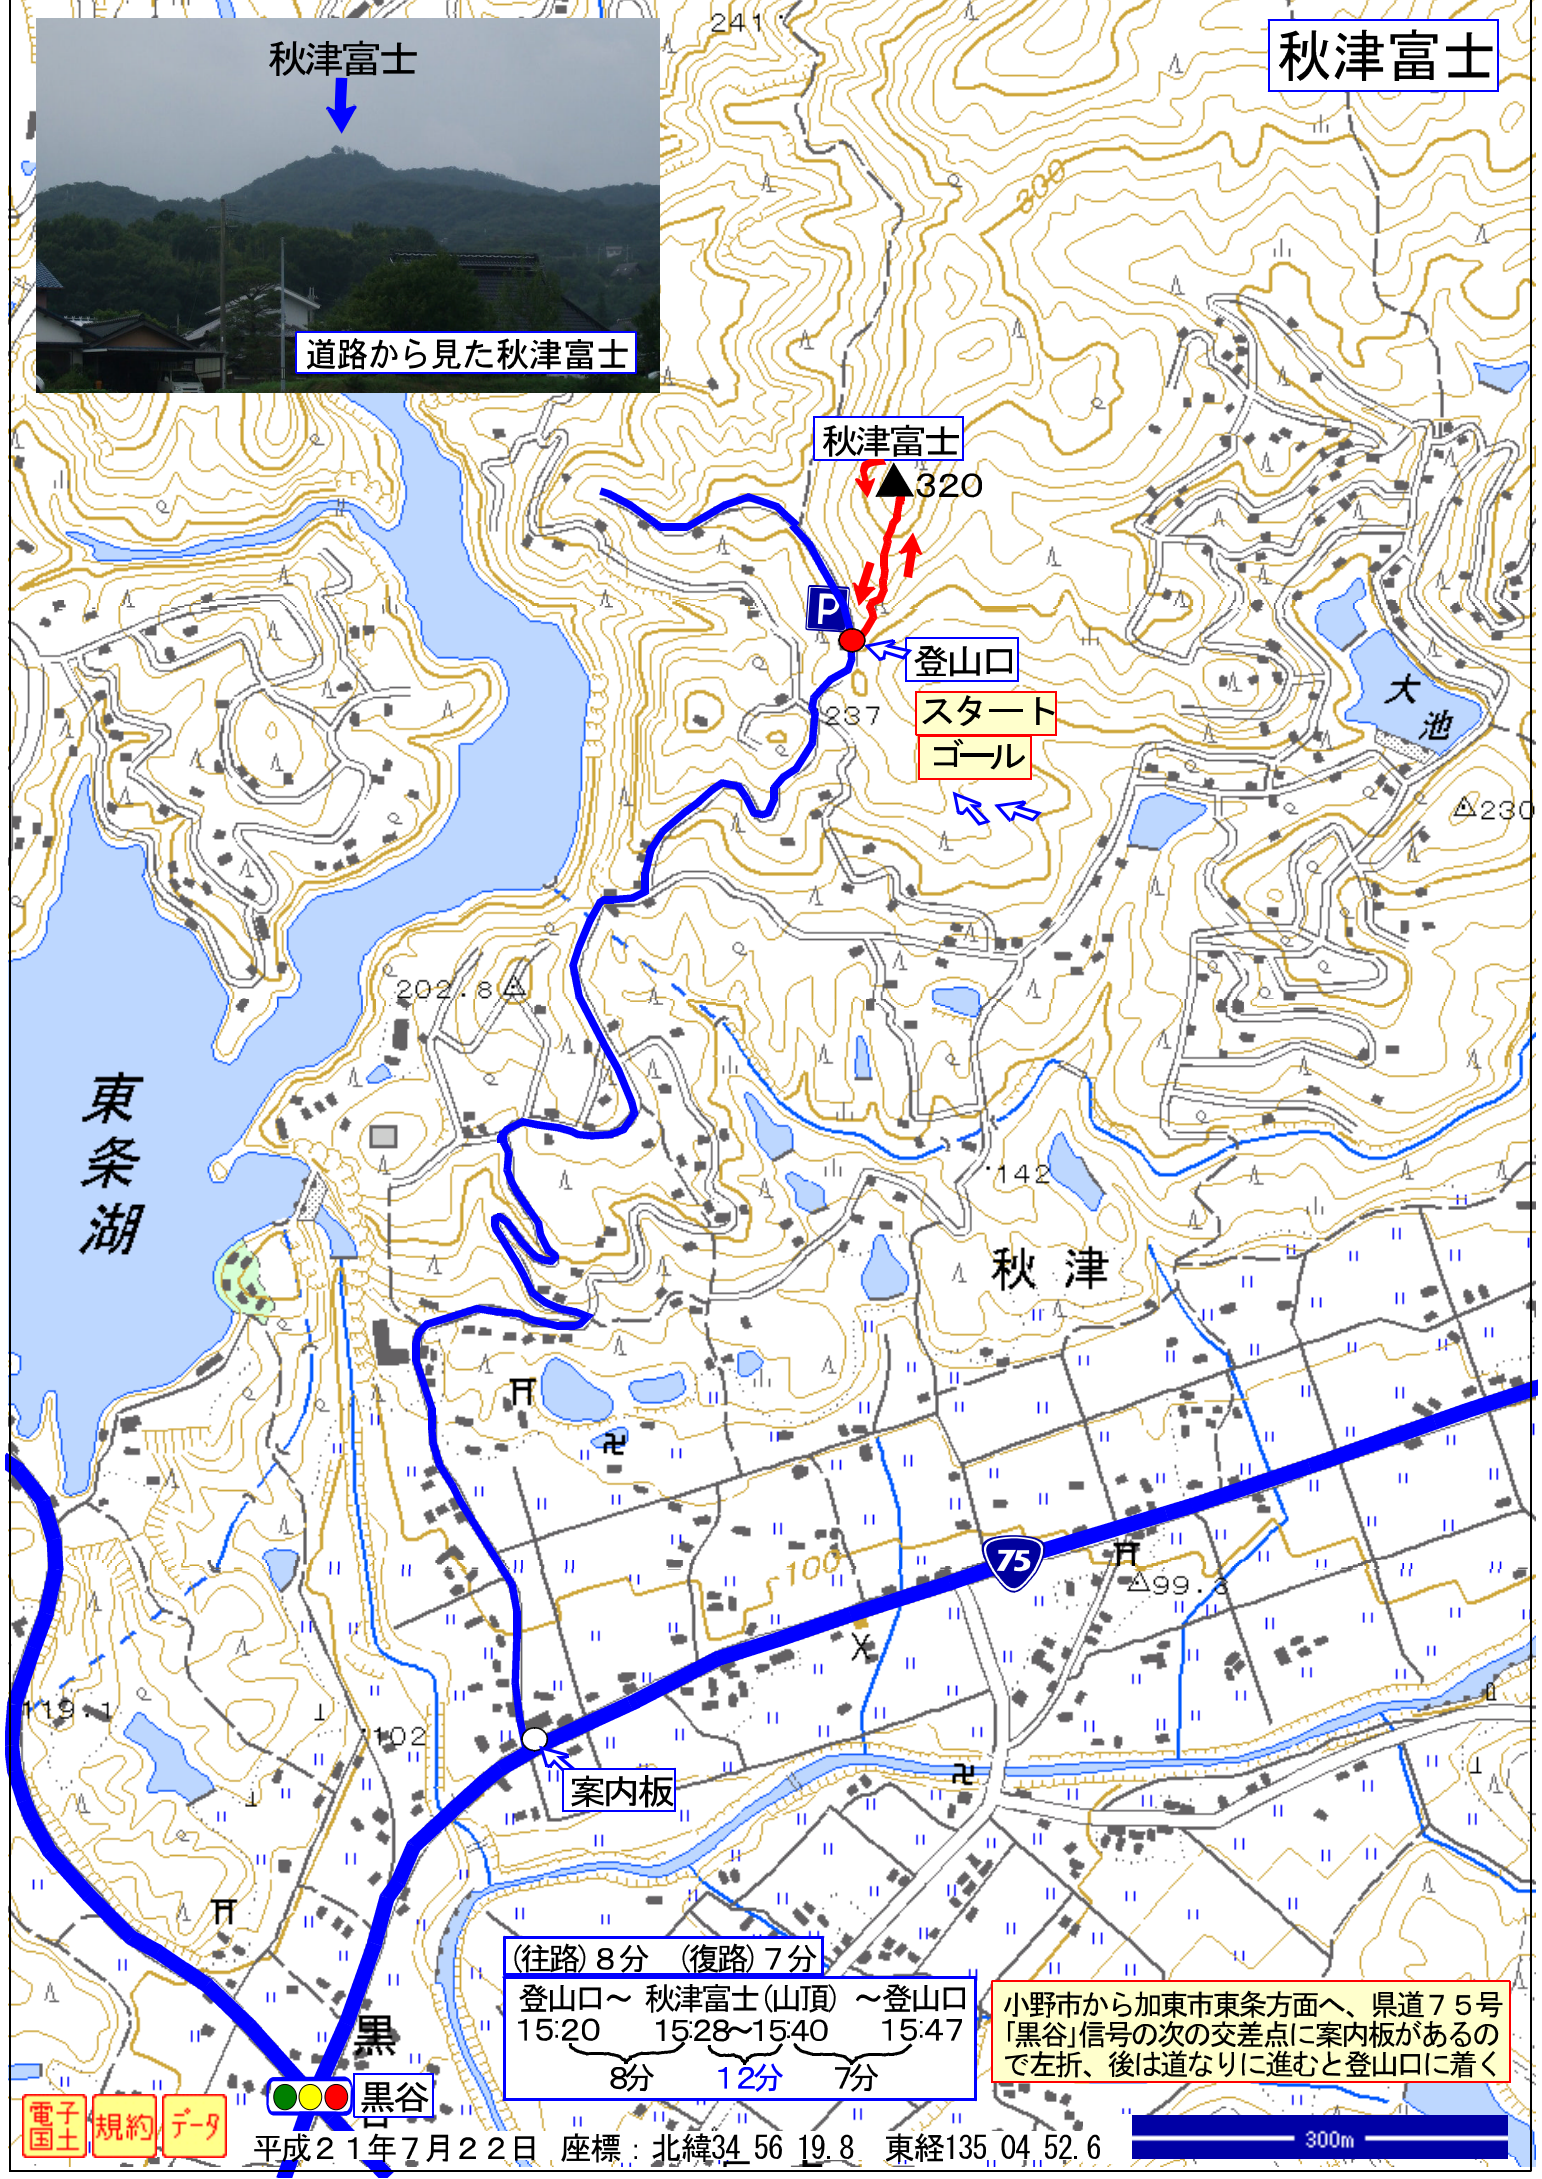 秋津富士
秋津富士
道路から見た秋津富士
241
300
秋津富士
320
P
登山口
スタート
ゴール
237
大池
230
202.8
東条湖
142
秋津
75
100
99.3
119.1
102
案内板
(往路)8分 (復路)7分
登山口～ 秋津富士(山頂) ～登山口
15:20 15:28～15:40 15:47
8分 12分 7分
小野市から加東市東条方面へ、県道75号
「黒谷」信号の次の交差点に案内板があるの
で左折、後は道なりに進むと登山口に着く
黒
黒谷
電子国土
規約
データ
平成21年7月22日 座標：北緯34 56 19.8 東経135 04 52.6
300m